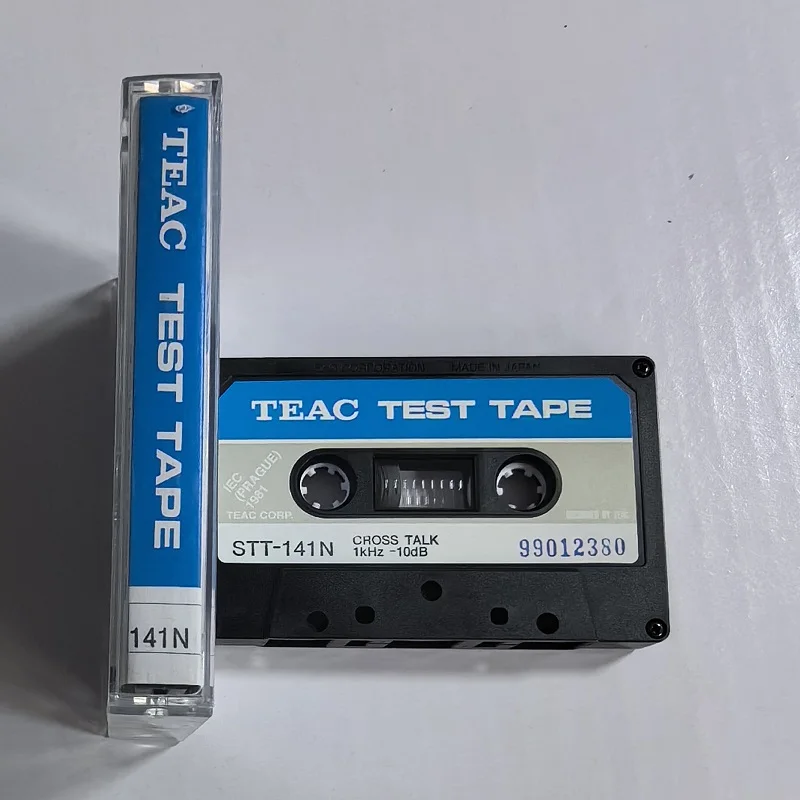 TEAC TEST TAPE
141N
CORPORATION MADE IN JAPAN
TEAC TEST TAPE
IEC
(PRAGUE)
1981
TEAC CORP.
STT-141N
CROSS TALK
1kHz -10dB
99012380